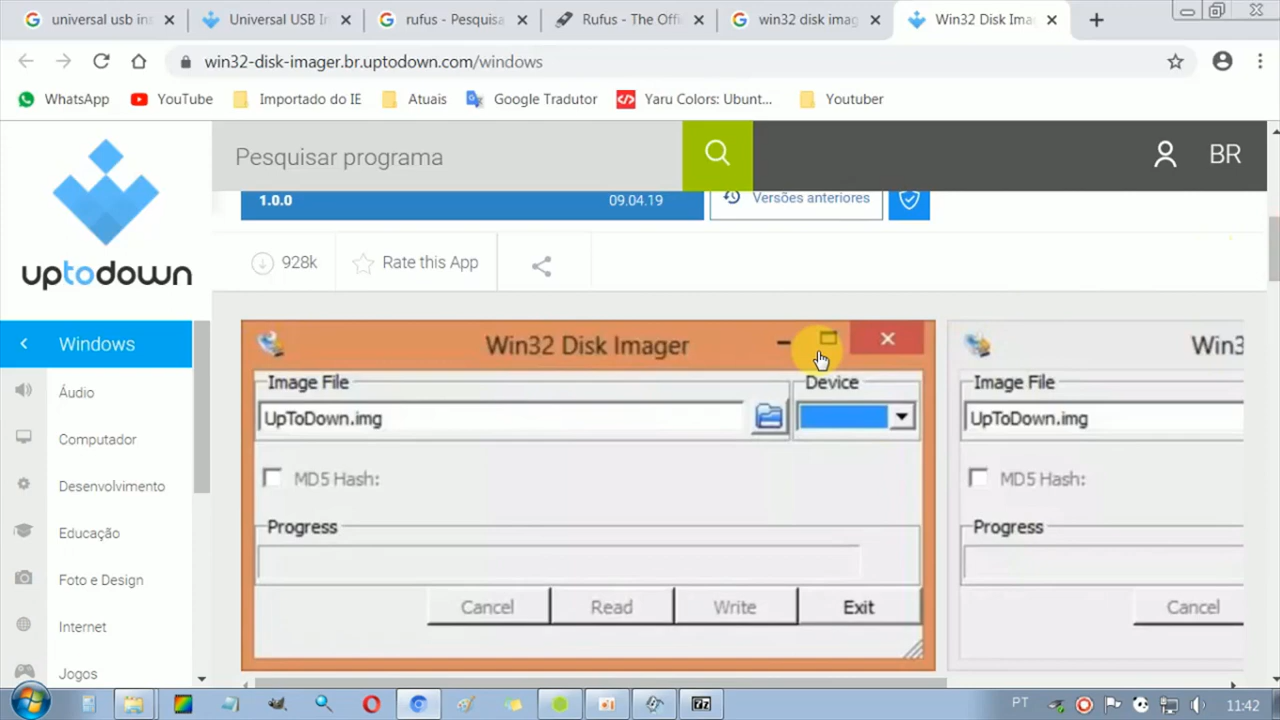 universal usb ins
Universal USB In
rufus - Pesquisa
Rufus - The Offi
win32 disk imag
Win32 Disk Ima
win32-disk-imager.br.uptodown.com/windows
WhatsApp
YouTube
Importado do IE
Atuais
Google Tradutor
Yaru Colors: Ubunt...
Youtuber
Pesquisar programa
BR
1.0.0
09.04.19
Versões anteriores
928k
Rate this App
uptodown
Windows
Áudio
Computador
Desenvolvimento
Educação
Foto e Design
Internet
Jogos
Win32 Disk Imager
Image File
Device
UpToDown.img
MD5 Hash:
Progress
Cancel
Read
Write
Exit
Win3
Image File
UpToDown.img
MD5 Hash:
Progress
Cancel
7z
PT
11:42